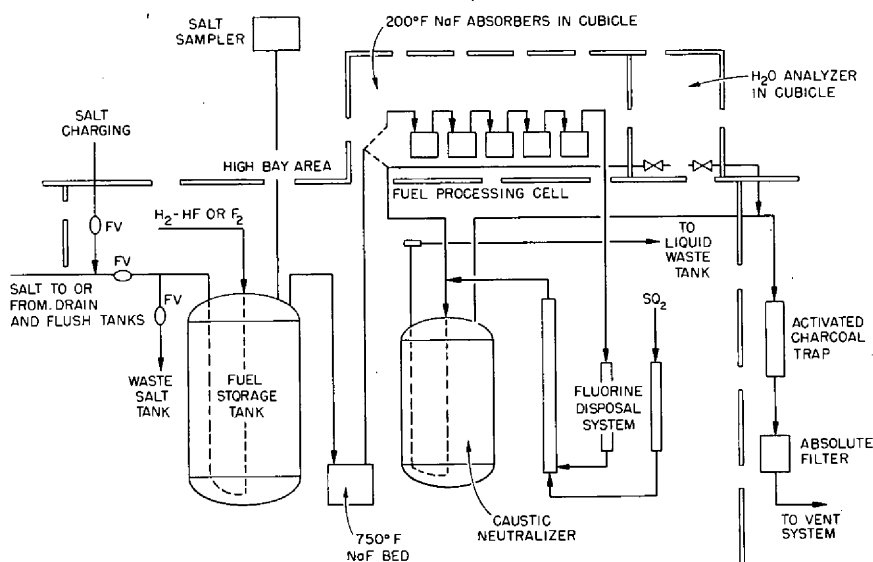 SALT
SAMPLER
200°F NaF ABSORBERS IN CUBICLE
H2O ANALYZER
IN CUBICLE
SALT
CHARGING
HIGH BAY AREA
FUEL PROCESSING CELL
H2-HF OR F2
FV
FV
FV
TO
LIQUID
WASTE
TANK
SALT TO OR
FROM DRAIN
AND FLUSH TANKS
SO2
ACTIVATED
CHARCOAL
TRAP
WASTE
SALT
TANK
FUEL
STORAGE
TANK
FLUORINE
DISPOSAL
SYSTEM
ABSOLUTE
FILTER
CAUSTIC
NEUTRALIZER
750°F
NaF BED
TO VENT
SYSTEM